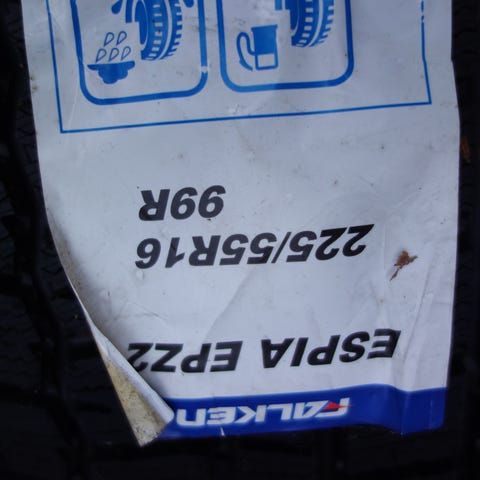 FALKEN
ESPIA EPZ2
225/55R16
99R